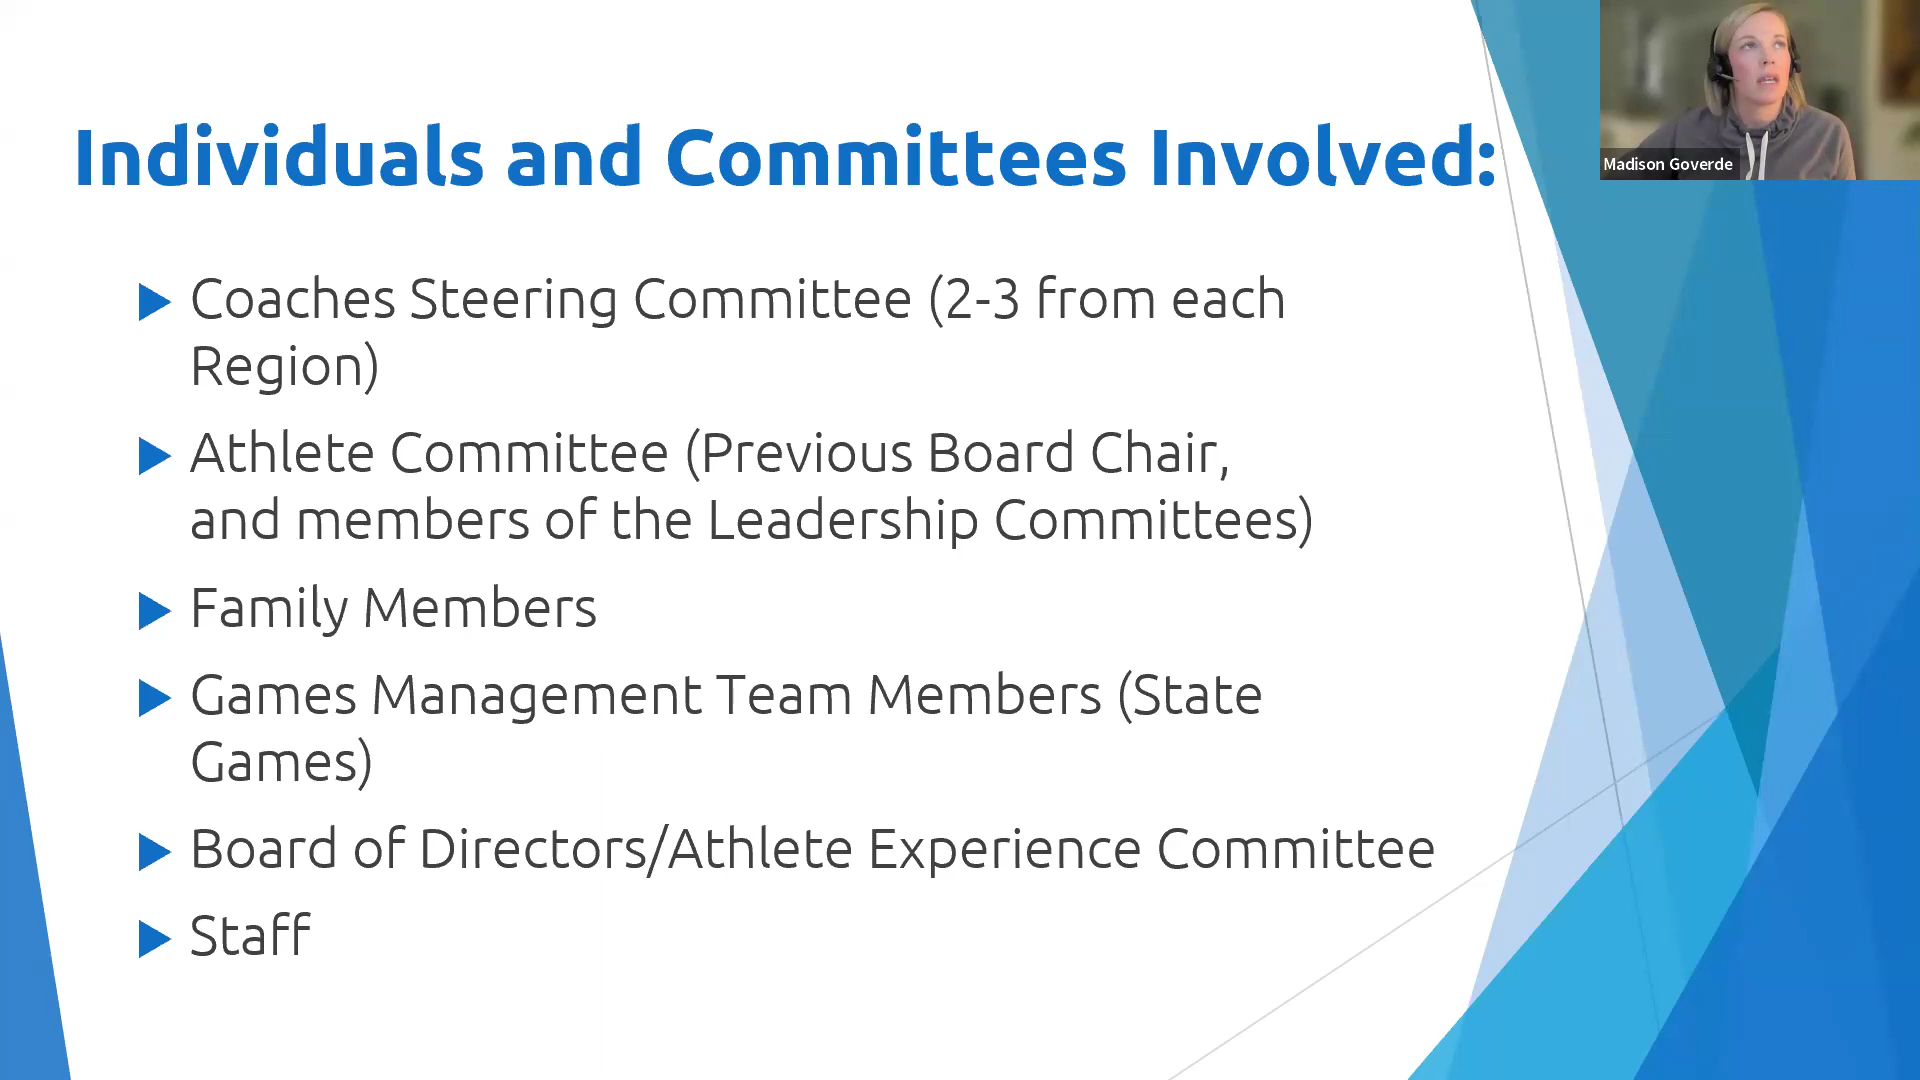 Individuals and Committees Involved:
Madison Goverde
Coaches Steering Committee (2-3 from each
Region)
Athlete Committee (Previous Board Chair,
and members of the Leadership Committees)
Family Members
Games Management Team Members (State
Games)
Board of Directors/Athlete Experience Committee
Staff